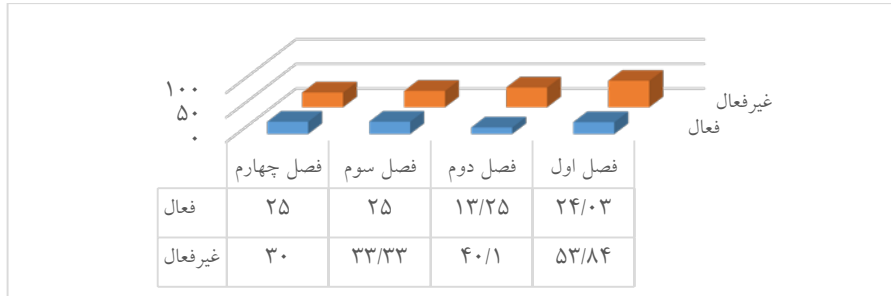 ۱۰۰
۵۰
۰
غیرفعال
فعال
فصل اول فصل دوم فصل سوم فصل چهارم
فعال ۲۵ ۲۵ ۱۳/۲۵ ۲۴/۰۳
غیرفعال ۳۰ ۳۳/۳۳ ۴۰/۱ ۵۳/۸۴